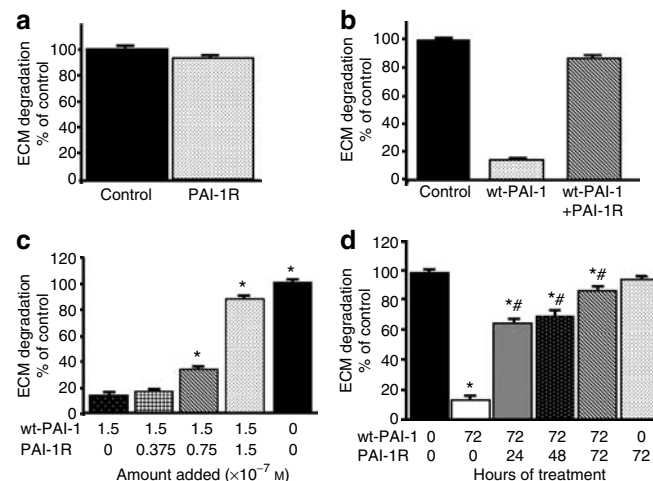 a
ECM degradation
% of control
100
80
60
40
20
0
Control PAI-1R
b
ECM degradation
% of control
100
80
60
40
20
0
Control wt-PAI-1 wt-PAI-1
+PAI-1R
c
ECM degradation
% of control
120
100
80
60
40
20
0
* * *
wt-PAI-1 1.5 1.5 1.5 1.5 0
PAI-1R 0 0.375 0.75 1.5 0
Amount added (×10⁻⁷ M)
d
ECM degradation
% of control
120
100
80
60
40
20
0
* *# *# *#
wt-PAI-1 0 72 72 72 72 0
PAI-1R 0 0 24 48 72 72
Hours of treatment